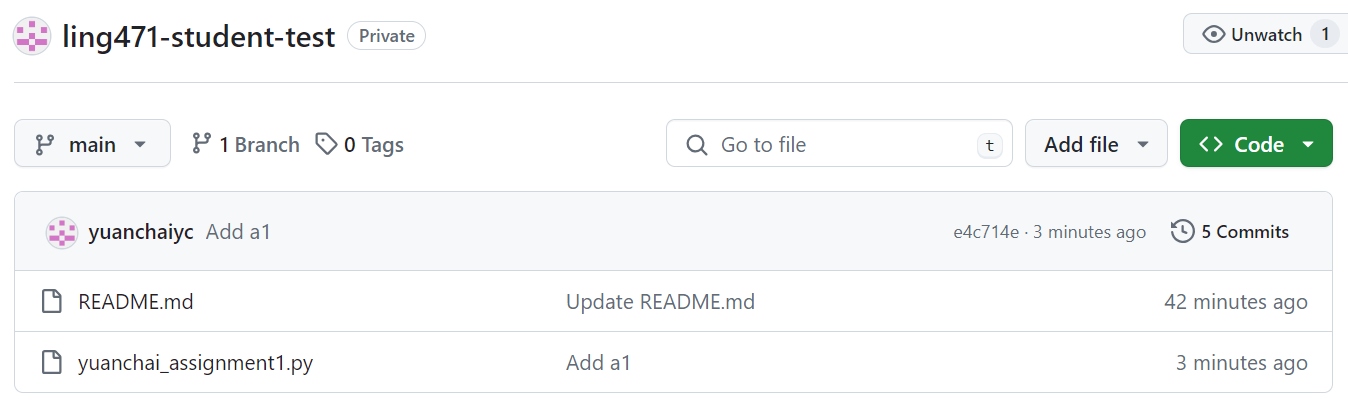 ling471-student-test Private Unwatch 1
main 1 Branch 0 Tags Go to file t Add file Code
yuanchaiyc Add a1 e4c714e · 3 minutes ago 5 Commits
README.md Update README.md 42 minutes ago
yuanchai_assignment1.py Add a1 3 minutes ago